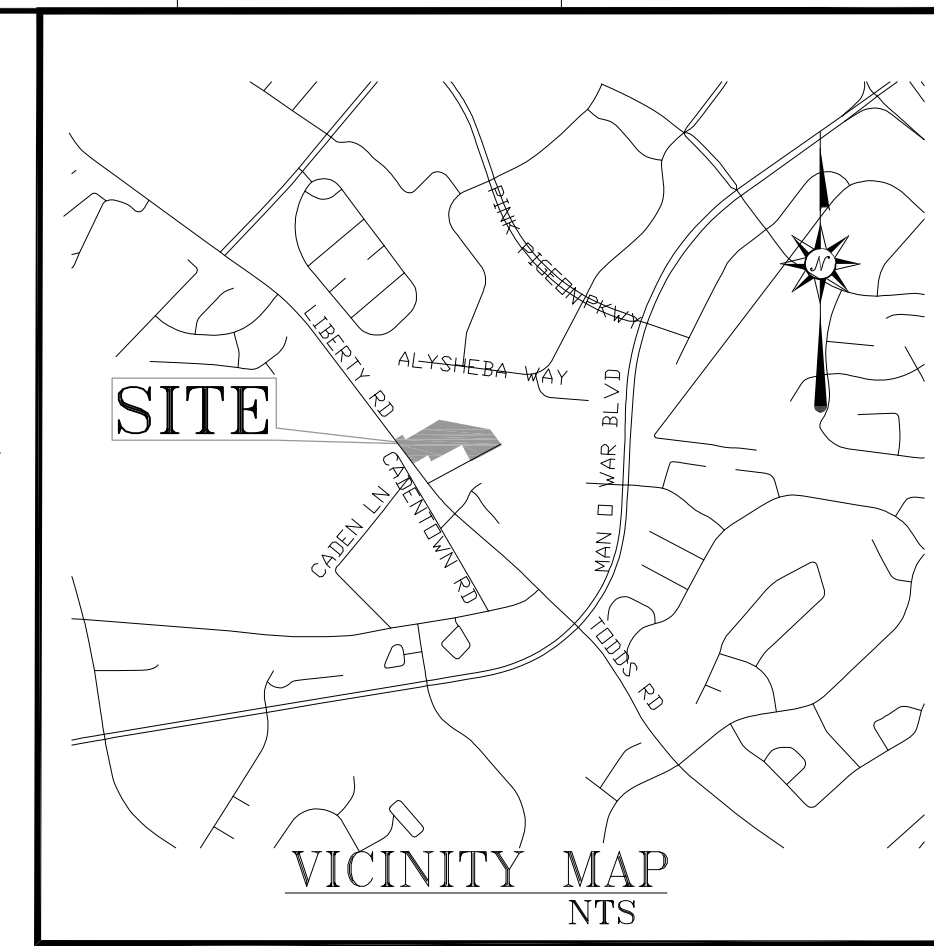 PINK PIGEON PKWY
N
LIBERTY RD
ALYSHEBA WAY
SITE
MAN O WAR BLVD
CADENTOWN RD
CADEN LN
TODDS RD
VICINITY MAP
NTS